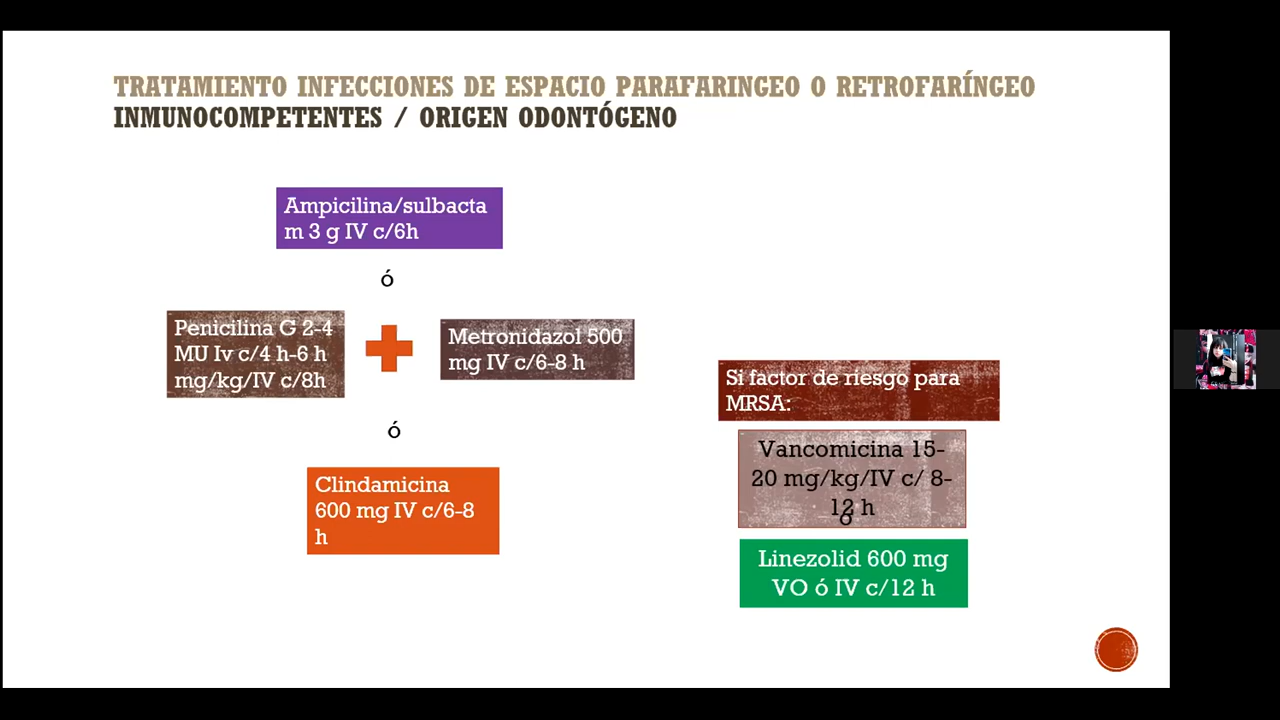 TRATAMIENTO INFECCIONES DE ESPACIO PARAFARINGEO O RETROFARÍNGEO
INMUNOCOMPETENTES / ORIGEN ODONTÓGENO
Ampicilina/sulbacta
m 3 g IV c/6h
ó
Penicilina G 2-4
MU Iv c/4 h-6 h
mg/kg/IV c/8h
Metronidazol 500
mg IV c/6-8 h
ó
Clindamicina
600 mg IV c/6-8
h
Si factor de riesgo para
MRSA:
Vancomicina 15-
20 mg/kg/IV c/ 8-
12 h
ó
Linezolid 600 mg
VO ó IV c/12 h